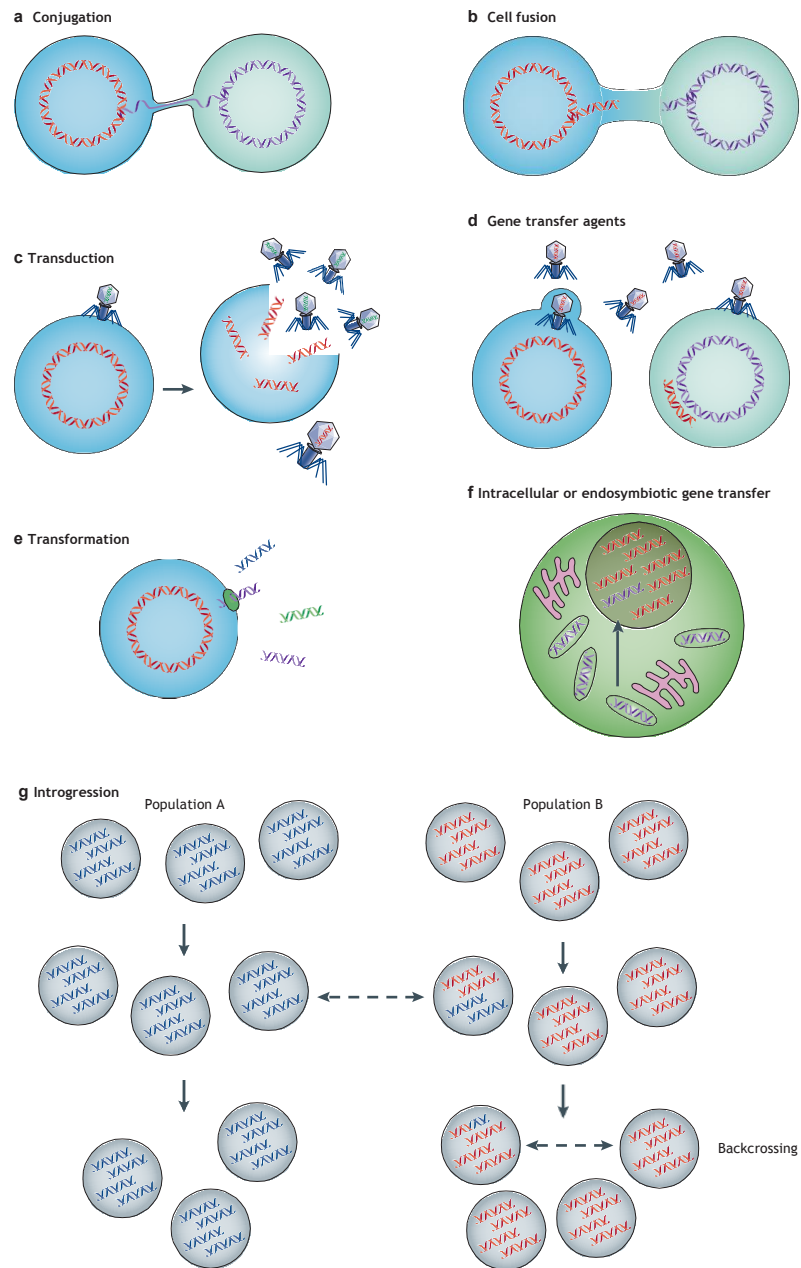 a Conjugation
b Cell fusion
c Transduction
d Gene transfer agents
e Transformation
f Intracellular or endosymbiotic gene transfer
g Introgression
Population A
Population B
Backcrossing